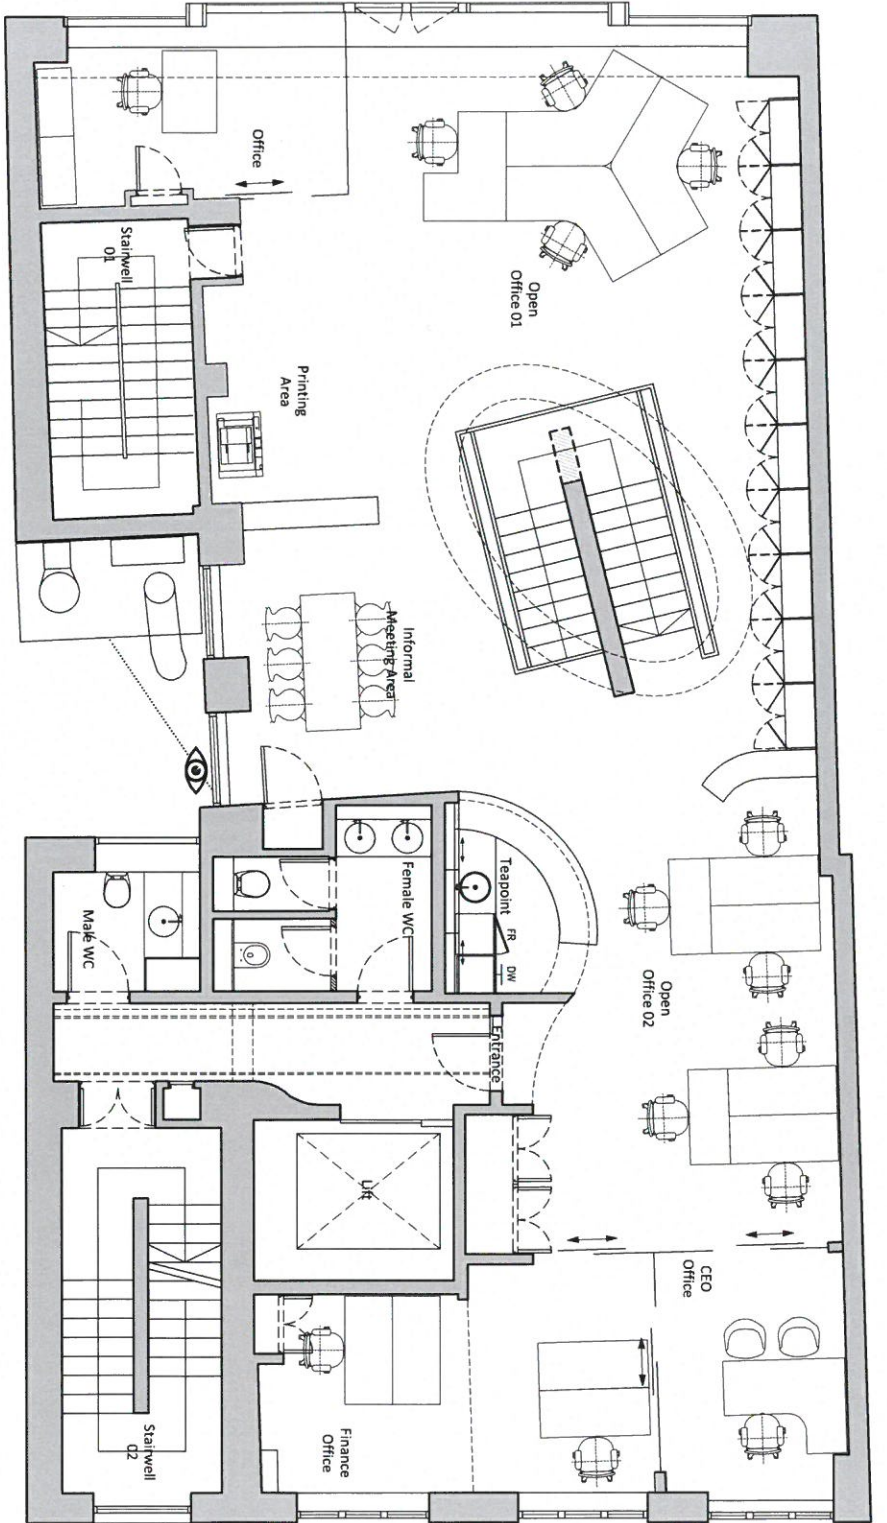 Office
Stairwell
01
Open
Office 01
Printing
Area
Informal
Meeting Area
Teapoint
FR
DW
Female WC
Male WC
Open
Office 02
Entrance
Lift
CEO
Office
Finance
Office
Stairwell
02